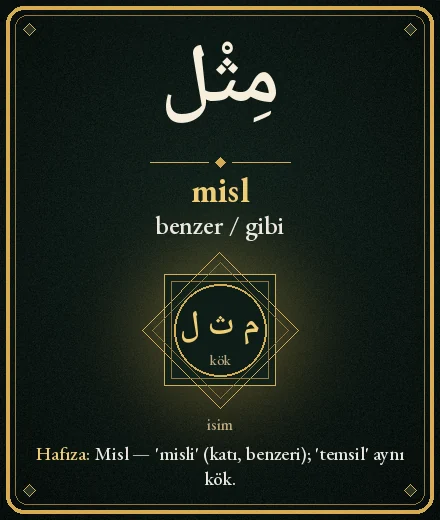 مِثْل
misl
benzer / gibi
م ث ل
kök
isim
Hafıza: Misl — 'misli' (katı, benzeri); 'temsil' aynı
kök.